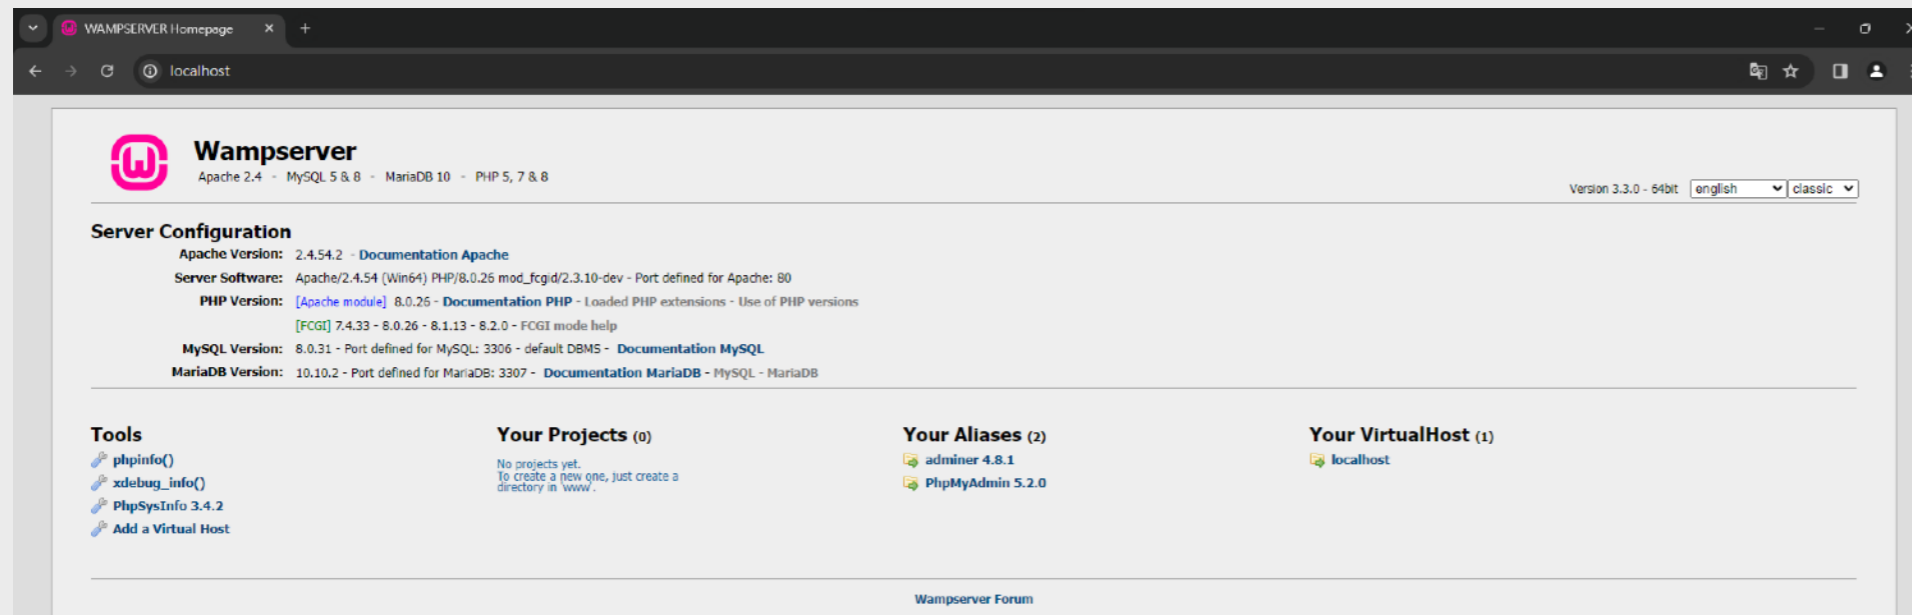 WAMPSERVER Homepage
localhost
Wampserver
Apache 2.4 - MySQL 5 & 8 - MariaDB 10 - PHP 5, 7 & 8
Version 3.3.0 - 64bit english classic
Server Configuration
Apache Version: 2.4.54.2 - Documentation Apache
Server Software: Apache/2.4.54 (Win64) PHP/8.0.26 mod_fcgid/2.3.10-dev - Port defined for Apache: 80
PHP Version: [Apache module] 8.0.26 - Documentation PHP - Loaded PHP extensions - Use of PHP versions
[FCGI] 7.4.33 - 8.0.26 - 8.1.13 - 8.2.0 - FCGI mode help
MySQL Version: 8.0.31 - Port defined for MySQL: 3306 - default DBMS - Documentation MySQL
MariaDB Version: 10.10.2 - Port defined for MariaDB: 3307 - Documentation MariaDB - MySQL - MariaDB
Tools
phpinfo()
xdebug_info()
PhpSysInfo 3.4.2
Add a Virtual Host
Your Projects (0)
No projects yet.
To create a new one, just create a
directory in 'www'.
Your Aliases (2)
adminer 4.8.1
PhpMyAdmin 5.2.0
Your VirtualHost (1)
localhost
Wampserver Forum